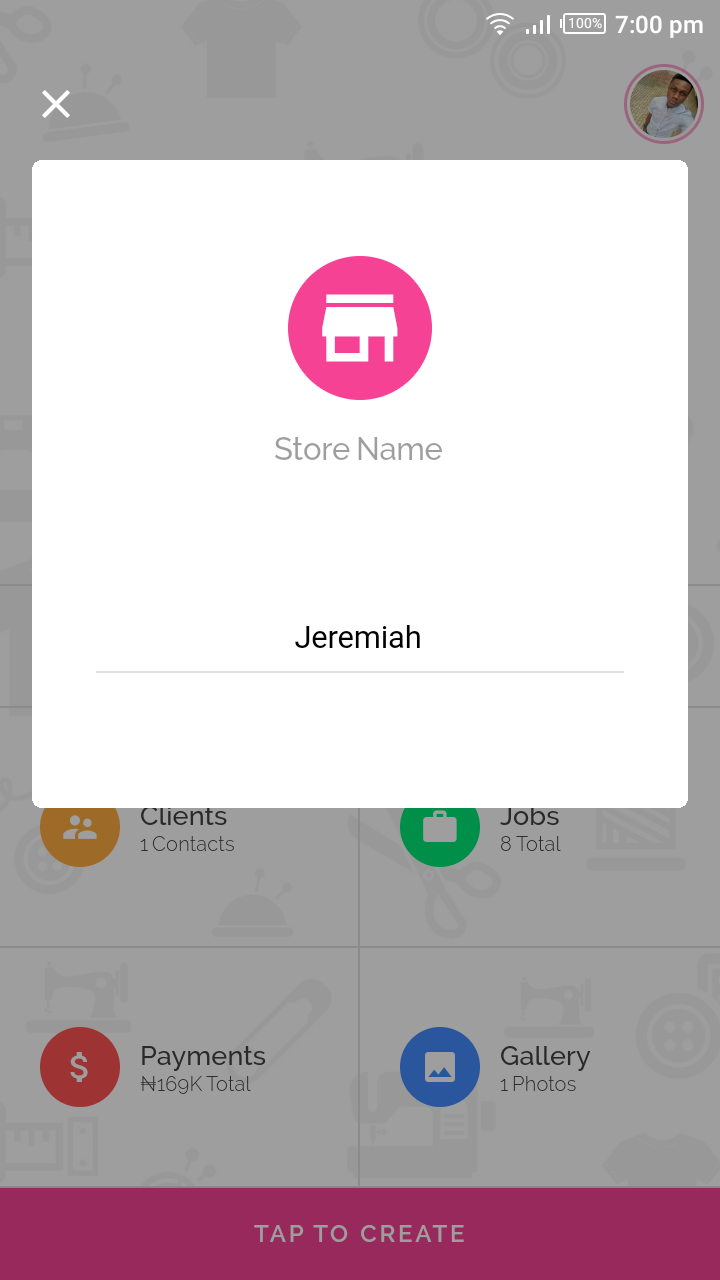 100%
7:00 pm
Store Name
Jeremiah
Clients
1 Contacts
Jobs
8 Total
Payments
₦169K Total
Gallery
1 Photos
TAP TO CREATE